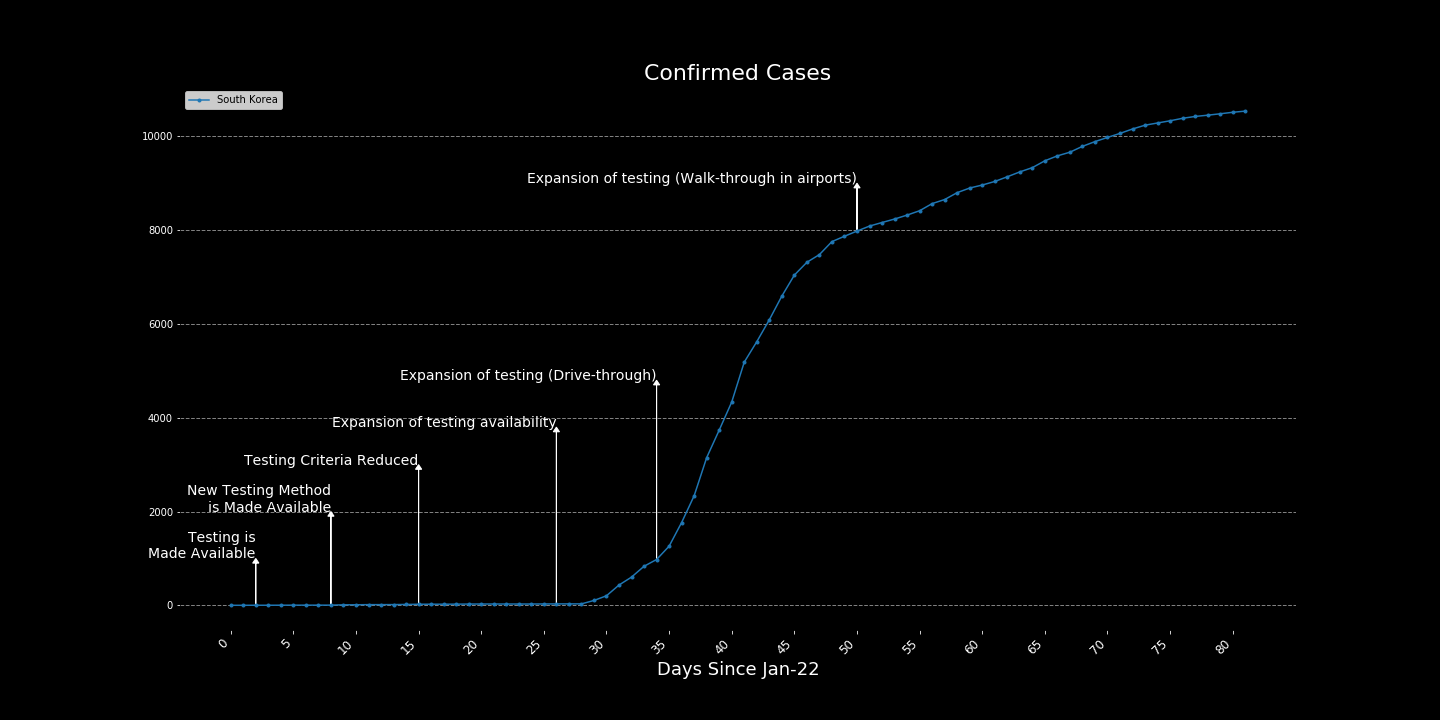 Confirmed Cases
South Korea
10000
Expansion of testing (Walk-through in airports)
8000
6000
Expansion of testing (Drive-through)
4000
Expansion of testing availability
Testing Criteria Reduced
New Testing Method
is Made Available
2000
Testing is
Made Available
0
0 5 10 15 20 25 30 35 40 45 50 55 60 65 70 75 80
Days Since Jan-22